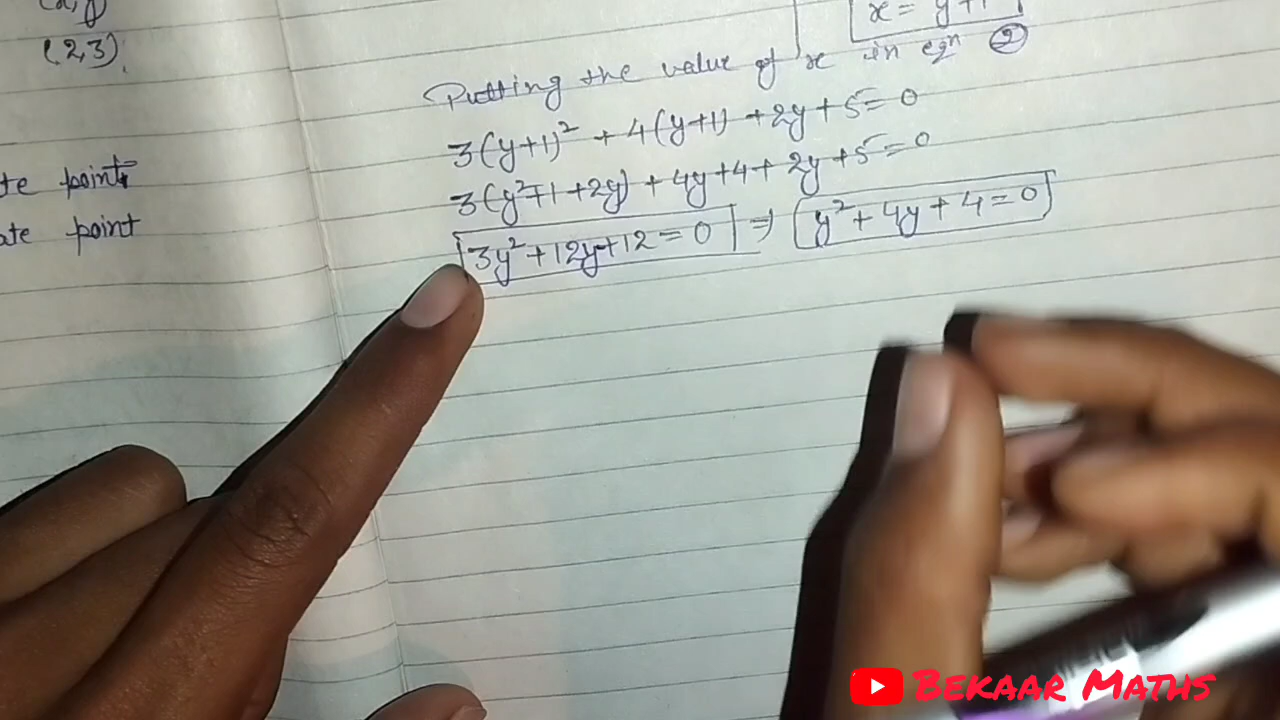 (2,3)
te point
ate point
x = y+1
Putting the value of x in eqn ②
3(y+1)² + 4(y+1) + 2y + 5 = 0
3(y²+1+2y) + 4y+4+ 2y+5=0
3y²+12y+12=0 ⇒ y²+4y+4=0
Bekaar Maths